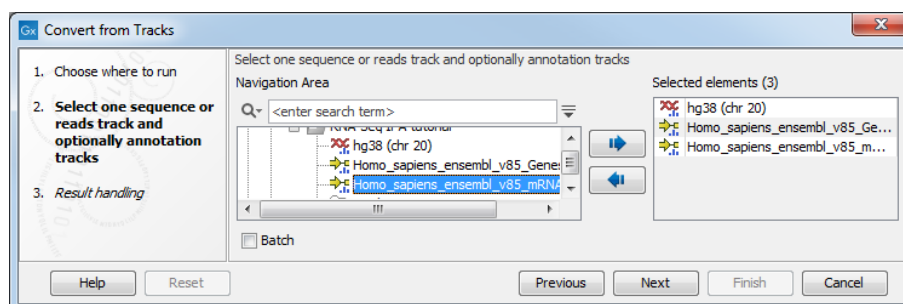 Gx Convert from Tracks
X
1. Choose where to run
2. Select one sequence or
reads track and
optionally annotation
tracks
3. Result handling
Select one sequence or reads track and optionally annotation tracks
Navigation Area
<enter search term>
hg38 (chr 20)
Homo_sapiens_ensembl_v85_Genes
Homo_sapiens_ensembl_v85_mRNA
Batch
Selected elements (3)
hg38 (chr 20)
Homo_sapiens_ensembl_v85_Ge...
Homo_sapiens_ensembl_v85_m...
Help
Reset
Previous
Next
Finish
Cancel